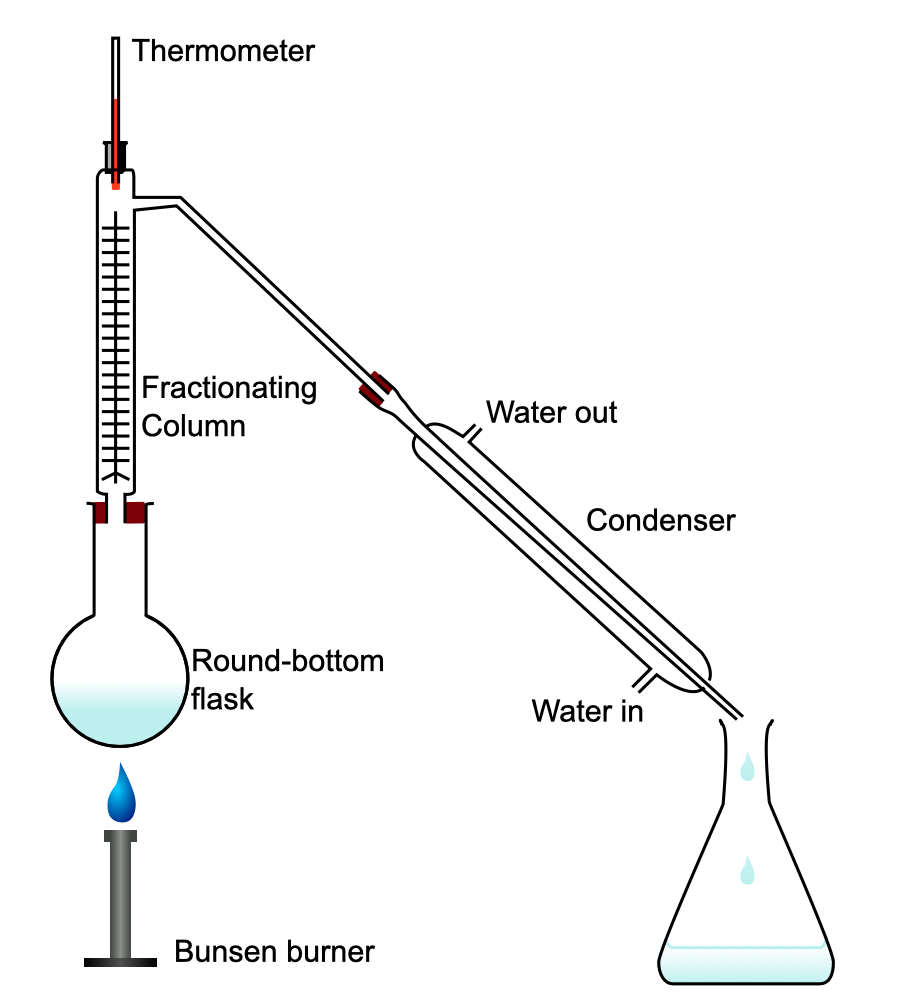 Thermometer
Fractionating
Column
Water out
Condenser
Round-bottom
flask
Water in
Bunsen burner